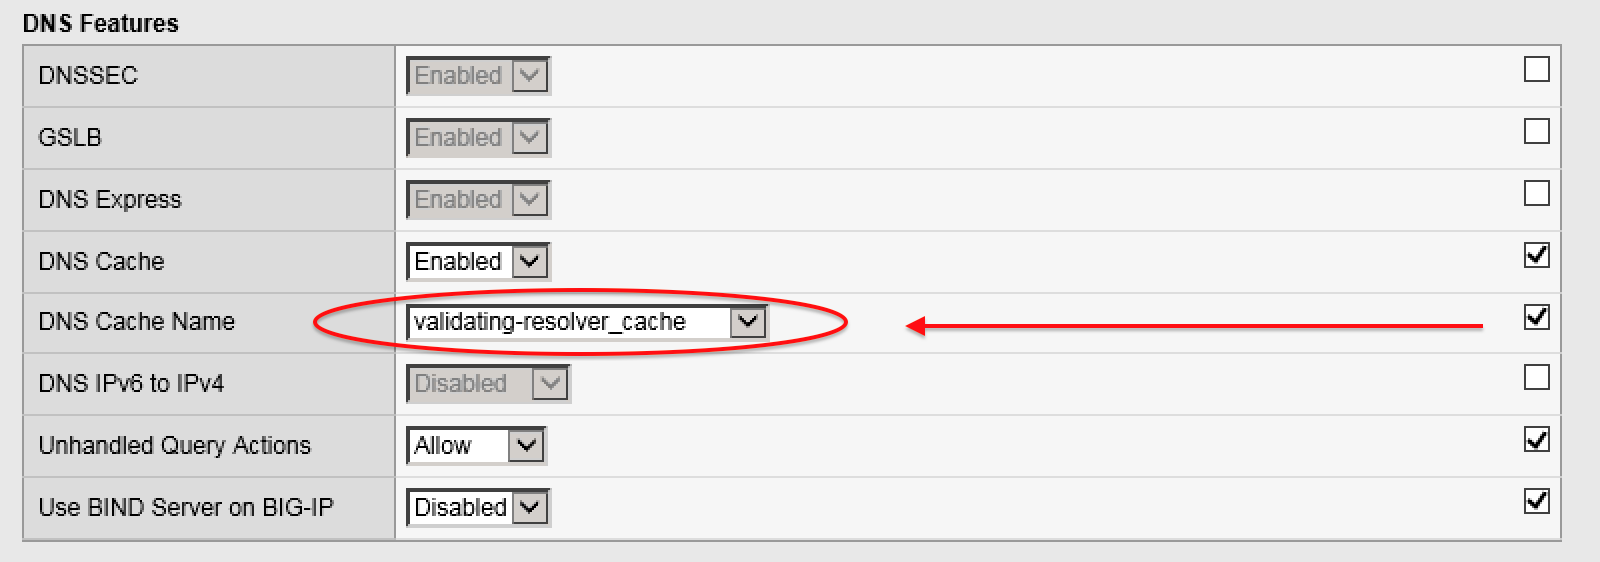 DNS Features
DNSSEC Enabled
GSLB Enabled
DNS Express Enabled
DNS Cache Enabled
DNS Cache Name validating-resolver_cache
DNS IPv6 to IPv4 Disabled
Unhandled Query Actions Allow
Use BIND Server on BIG-IP Disabled